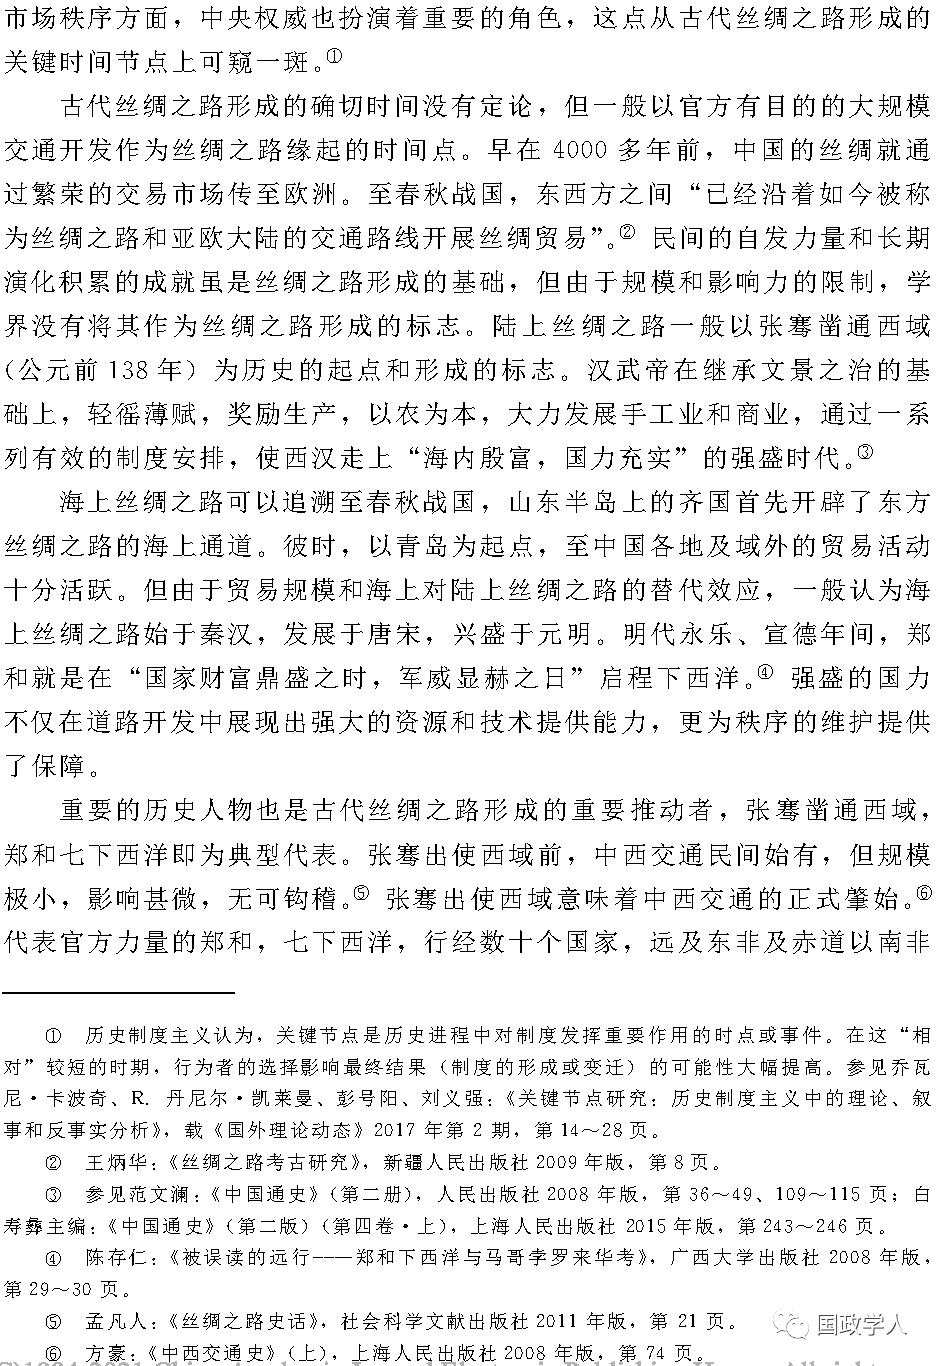 市场秩序方面，中央权威也扮演着重要的角色，这点从古代丝绸之路形成的
关键时间节点上可窥一斑。①
古代丝绸之路形成的确切时间没有定论，但一般以官方有目的的大规模
交通开发作为丝绸之路缘起的时间点。早在 4000 多年前，中国的丝绸就通
过繁荣的交易市场传至欧洲。至春秋战国，东西方之间“已经沿着如今被称
为丝绸之路和亚欧大陆的交通路线开展丝绸贸易”。② 民间的自发力量和长期
演化积累的成就虽是丝绸之路形成的基础，但由于规模和影响力的限制，学
界没有将其作为丝绸之路形成的标志。陆上丝绸之路一般以张骞凿通西域
（公元前 138 年）为历史的起点和形成的标志。汉武帝在继承文景之治的基
础上，轻徭薄赋，奖励生产，以农为本，大力发展手工业和商业，通过一系
列有效的制度安排，使西汉走上“海内殷富，国力充实”的强盛时代。③
海上丝绸之路可以追溯至春秋战国，山东半岛上的齐国首先开辟了东方
丝绸之路的海上通道。彼时，以青岛为起点，至中国各地及域外的贸易活动
十分活跃。但由于贸易规模和海上对陆上丝绸之路的替代效应，一般认为海
上丝绸之路始于秦汉，发展于唐宋，兴盛于元明。明代永乐、宣德年间，郑
和就是在“国家财富鼎盛之时，军威显赫之日”启程下西洋。④ 强盛的国力
不仅在道路开发中展现出强大的资源和技术提供能力，更为秩序的维护提供
了保障。
重要的历史人物也是古代丝绸之路形成的重要推动者，张骞凿通西域，
郑和七下西洋即为典型代表。张骞出使西域前，中西交通民间始有，但规模
极小，影响甚微，无可钩稽。⑤ 张骞出使西域意味着中西交通的正式肇始。⑥
代表官方力量的郑和，七下西洋，行经数十个国家，远及东非及赤道以南非
① 历史制度主义认为，关键节点是历史进程中对制度发挥重要作用的时点或事件。在这“相
对”较短的时期，行为者的选择影响最终结果（制度的形成或变迁）的可能性大幅提高。参见乔瓦
尼·卡波奇、R. 丹尼尔·凯莱曼、彭号阳、刘义强：《关键节点研究：历史制度主义中的理论、叙
事和反事实分析》，载《国外理论动态》2017 年第 2 期，第 14～28 页。
② 王炳华：《丝绸之路考古研究》，新疆人民出版社 2009 年版，第 8 页。
③ 参见范文澜：《中国通史》（第二册），人民出版社 2008 年版，第 36～49、109～115 页；白
寿彝主编：《中国通史》（第二版）（第四卷·上），上海人民出版社 2015 年版，第 243～246 页。
④ 陈存仁：《被误读的远行———郑和下西洋与马哥孛罗来华考》，广西大学出版社 2008 年版，
第 29～30 页。
⑤ 孟凡人：《丝绸之路史话》，社会科学文献出版社 2011 年版，第 21 页。
国政学人
⑥ 方豪：《中西交通史》（上），上海人民出版社 2008 年版，第 74 页。